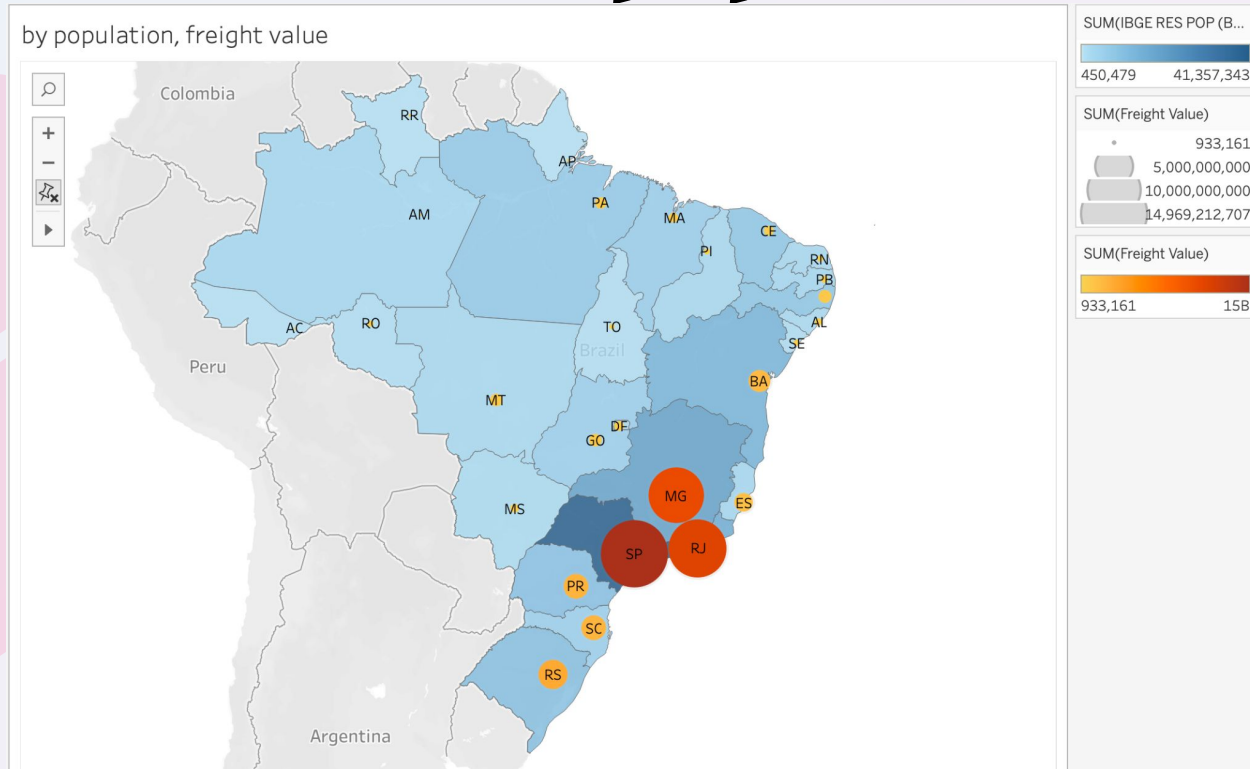 by population, freight value
Colombia
RR
AP
AM
PA
MA
CE
PI
RN
PB
AC
RO
TO
AL
SE
Brazil
Peru
BA
MT
DF
GO
MG
ES
MS
SP
RJ
PR
SC
RS
Argentina
SUM(IBGE RES POP (B...
450,479 41,357,343
SUM(Freight Value)
933,161
5,000,000,000
10,000,000,000
14,969,212,707
SUM(Freight Value)
933,161 15B